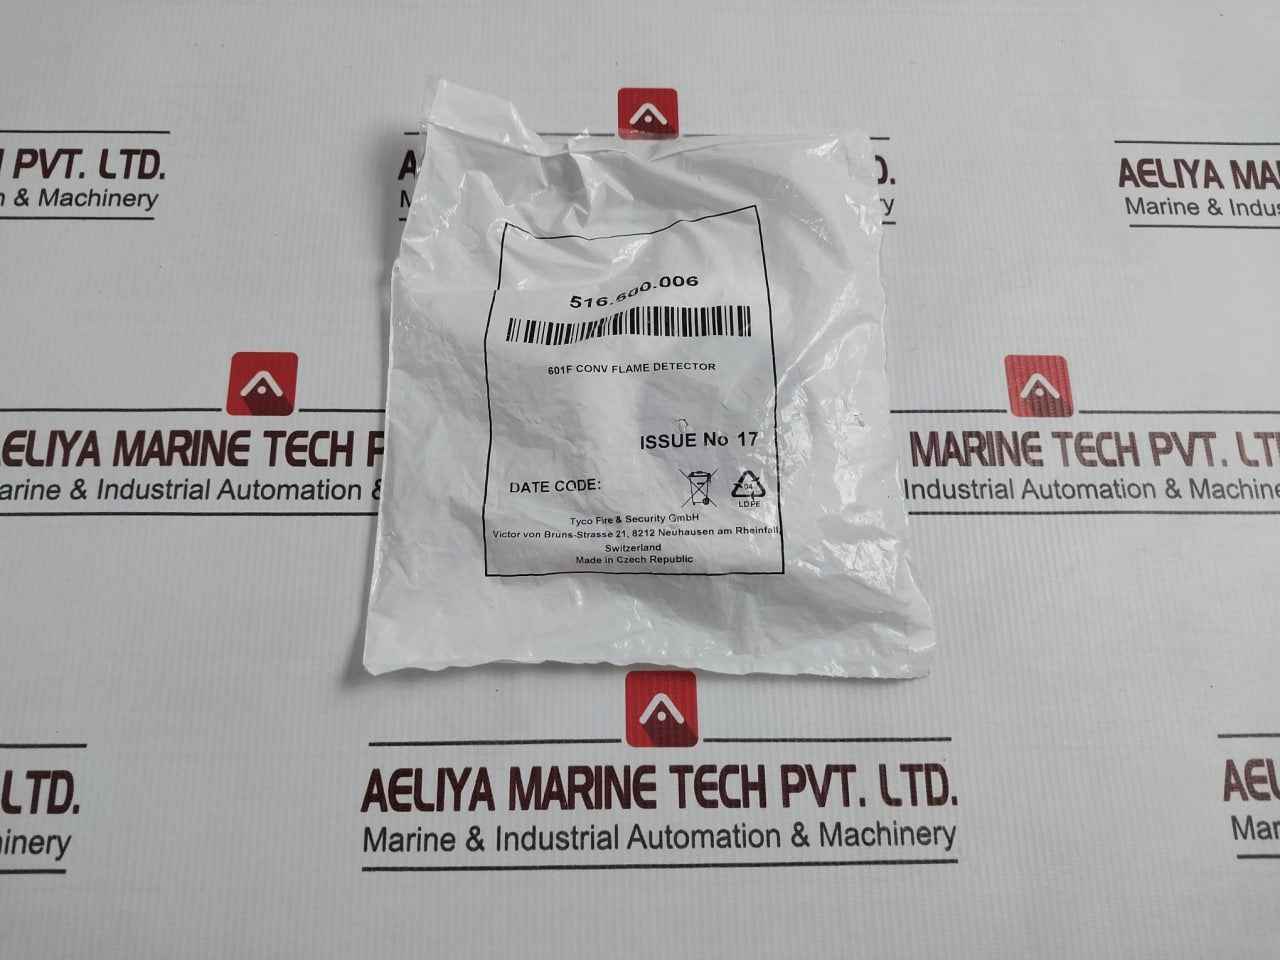 PVT. LTD.
& Machinery
A
D.
ry
AELIYA MA
Marine & Indus
516.600.006
601F CONV FLAME DETECTOR
ISSUE No 17
DATE CODE:
04
LDPE
Tyco Fire & Security GmbH
Victor von Bruns-Strasse 21, 8212 Neuhausen am Rheinfall,
Switzerland
Made in Czech Republic
ELIYA MARINE TECH P
arine & Industrial Automation &
MARINE TECH PVT. LT
Industrial Automation & Machine
LTD.
inery
AELIYA MARINE TECH PVT. LTD.
Marine & Industrial Automation & Machinery
AEL
Mar